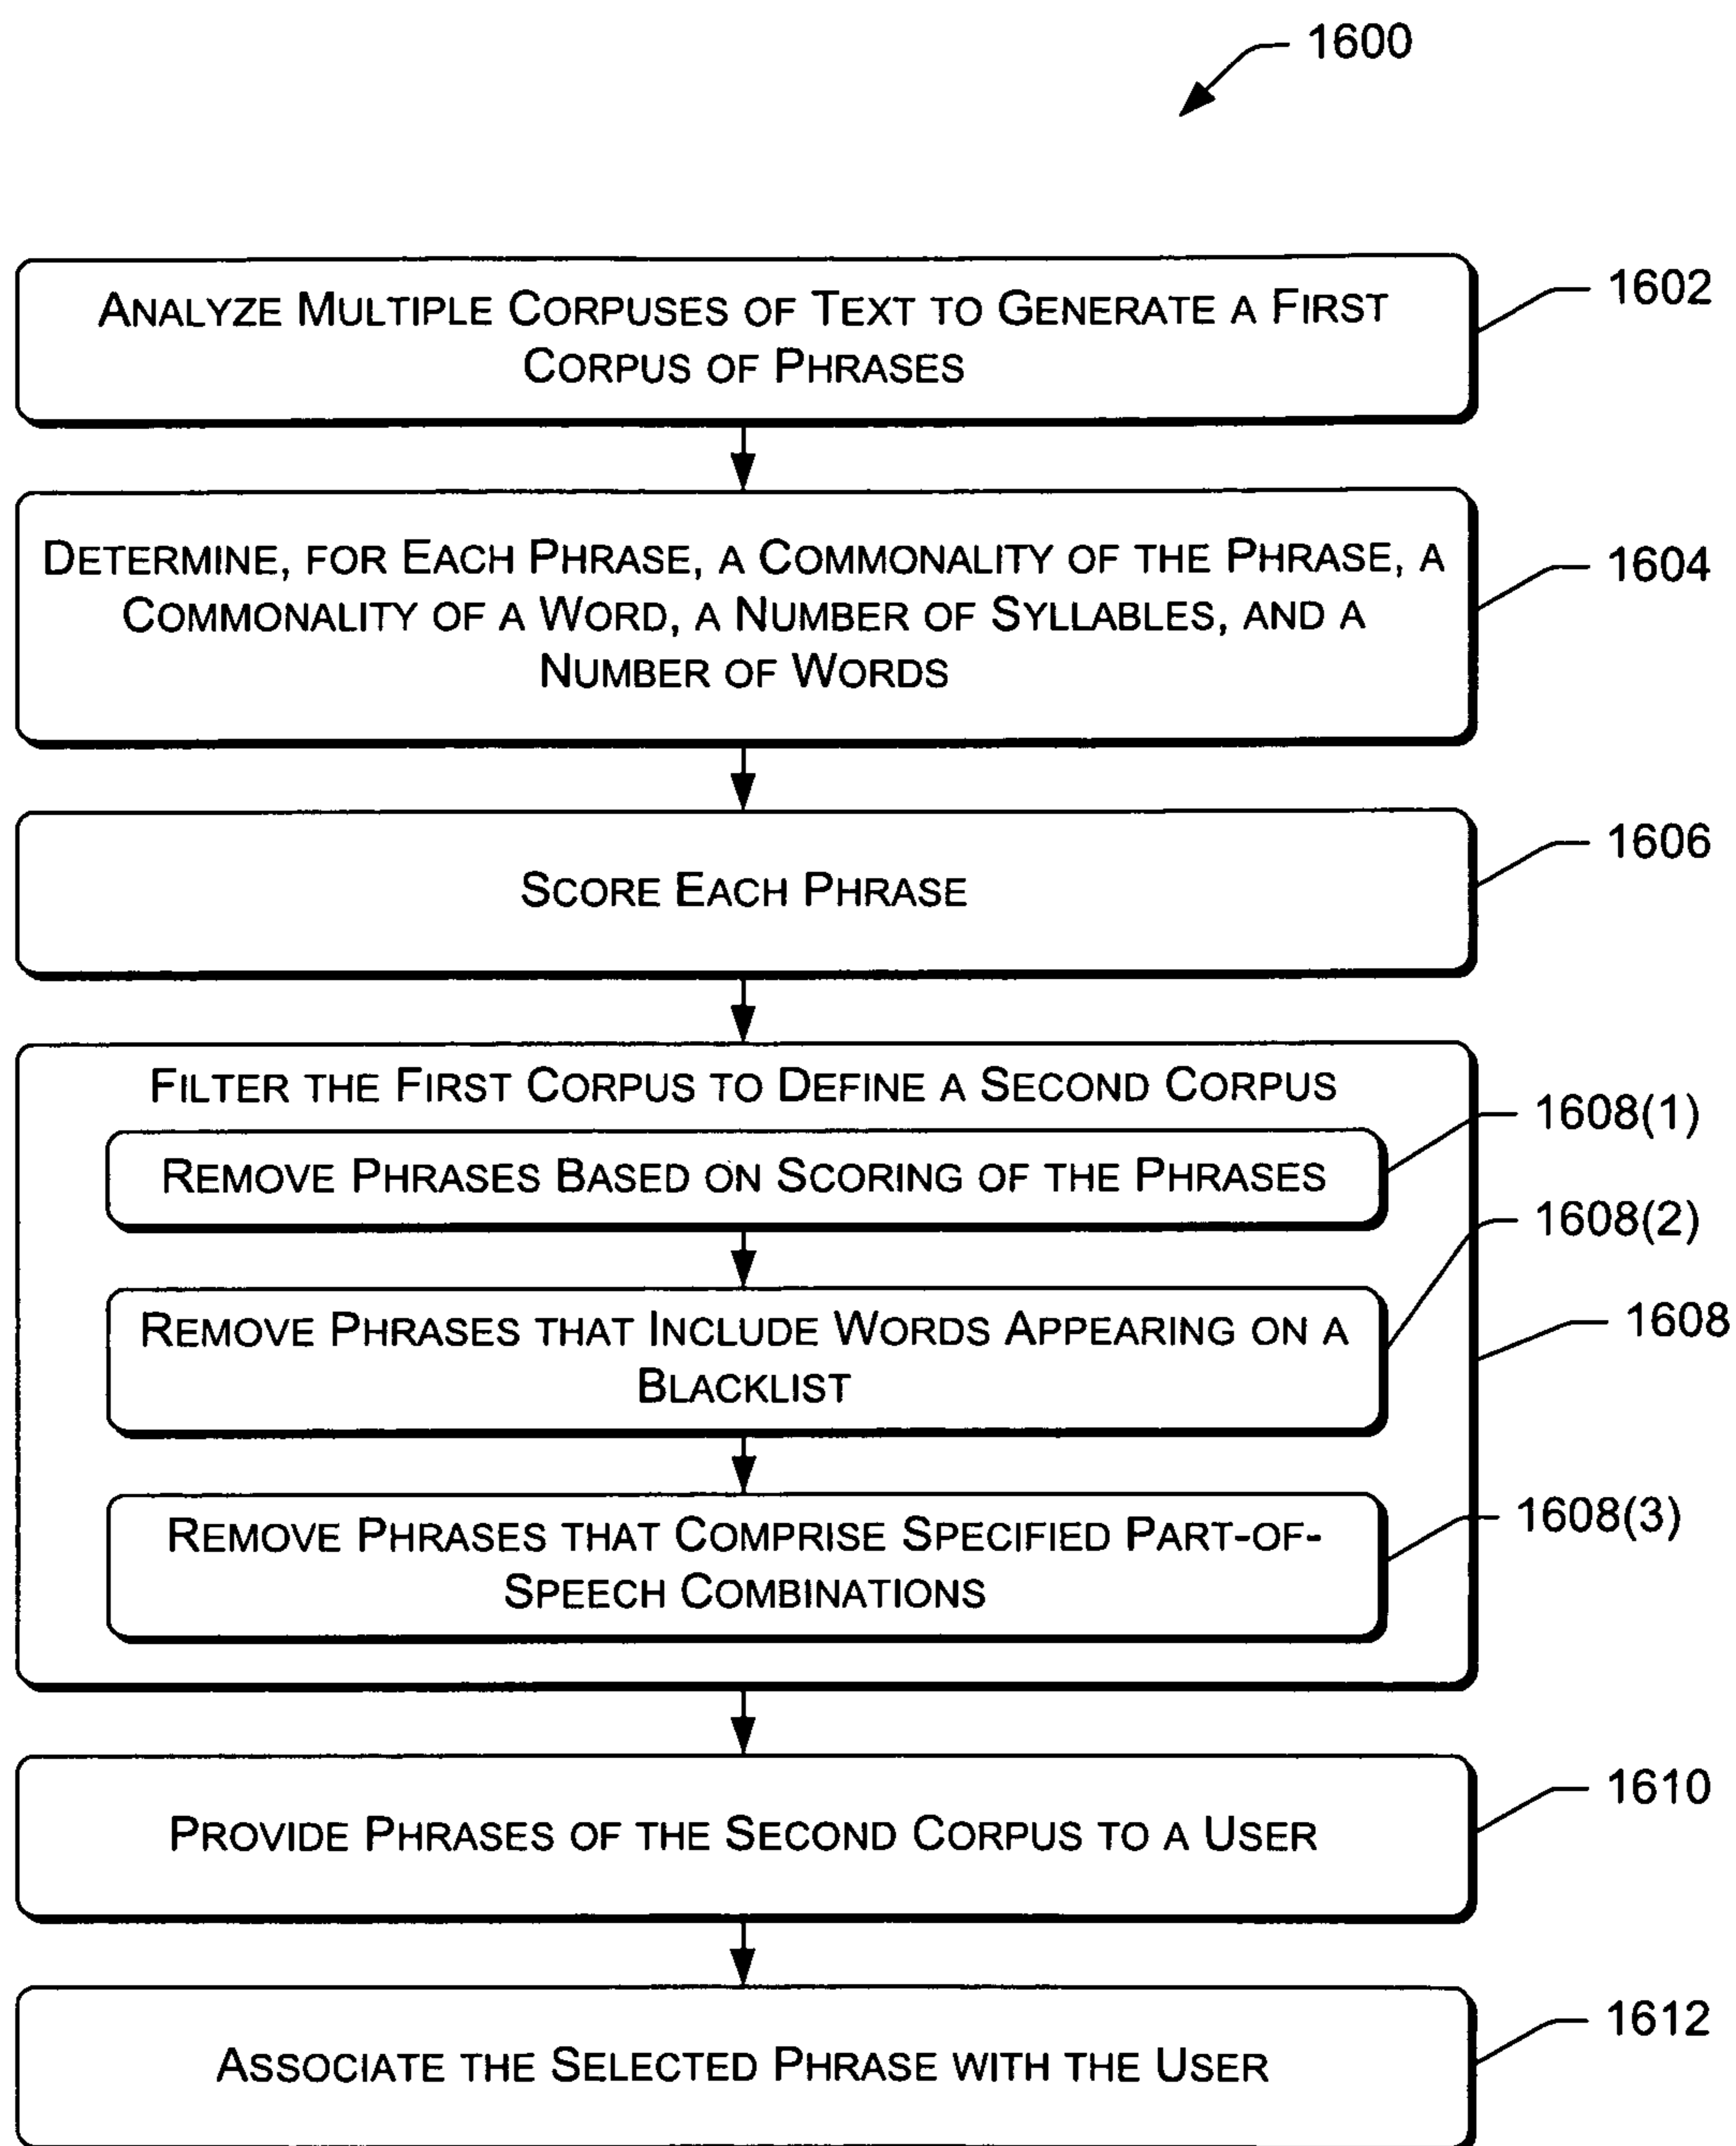 1600
ANALYZE MULTIPLE CORPUSES OF TEXT TO GENERATE A FIRST
CORPUS OF PHRASES
1602
DETERMINE, FOR EACH PHRASE, A COMMONALITY OF THE PHRASE, A
COMMONALITY OF A WORD, A NUMBER OF SYLLABLES, AND A
NUMBER OF WORDS
1604
SCORE EACH PHRASE
1606
FILTER THE FIRST CORPUS TO DEFINE A SECOND CORPUS
REMOVE PHRASES BASED ON SCORING OF THE PHRASES
1608(1)
REMOVE PHRASES THAT INCLUDE WORDS APPEARING ON A
BLACKLIST
1608(2)
1608
REMOVE PHRASES THAT COMPRISE SPECIFIED PART-OF-
SPEECH COMBINATIONS
1608(3)
PROVIDE PHRASES OF THE SECOND CORPUS TO A USER
1610
ASSOCIATE THE SELECTED PHRASE WITH THE USER
1612